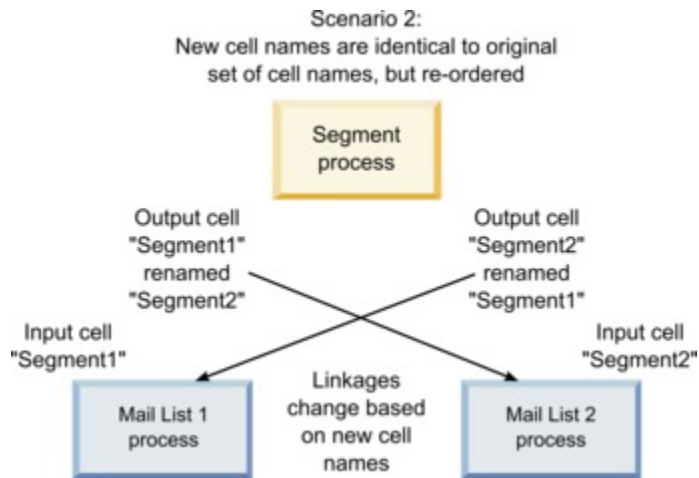 Scenario 2:
New cell names are identical to original
set of cell names, but re-ordered
Segment
process
Output cell
"Segment1"
renamed
"Segment2"
Output cell
"Segment2"
renamed
"Segment1"
Input cell
"Segment1"
Input cell
"Segment2"
Mail List 1
process
Linkages
change based
on new cell
names
Mail List 2
process